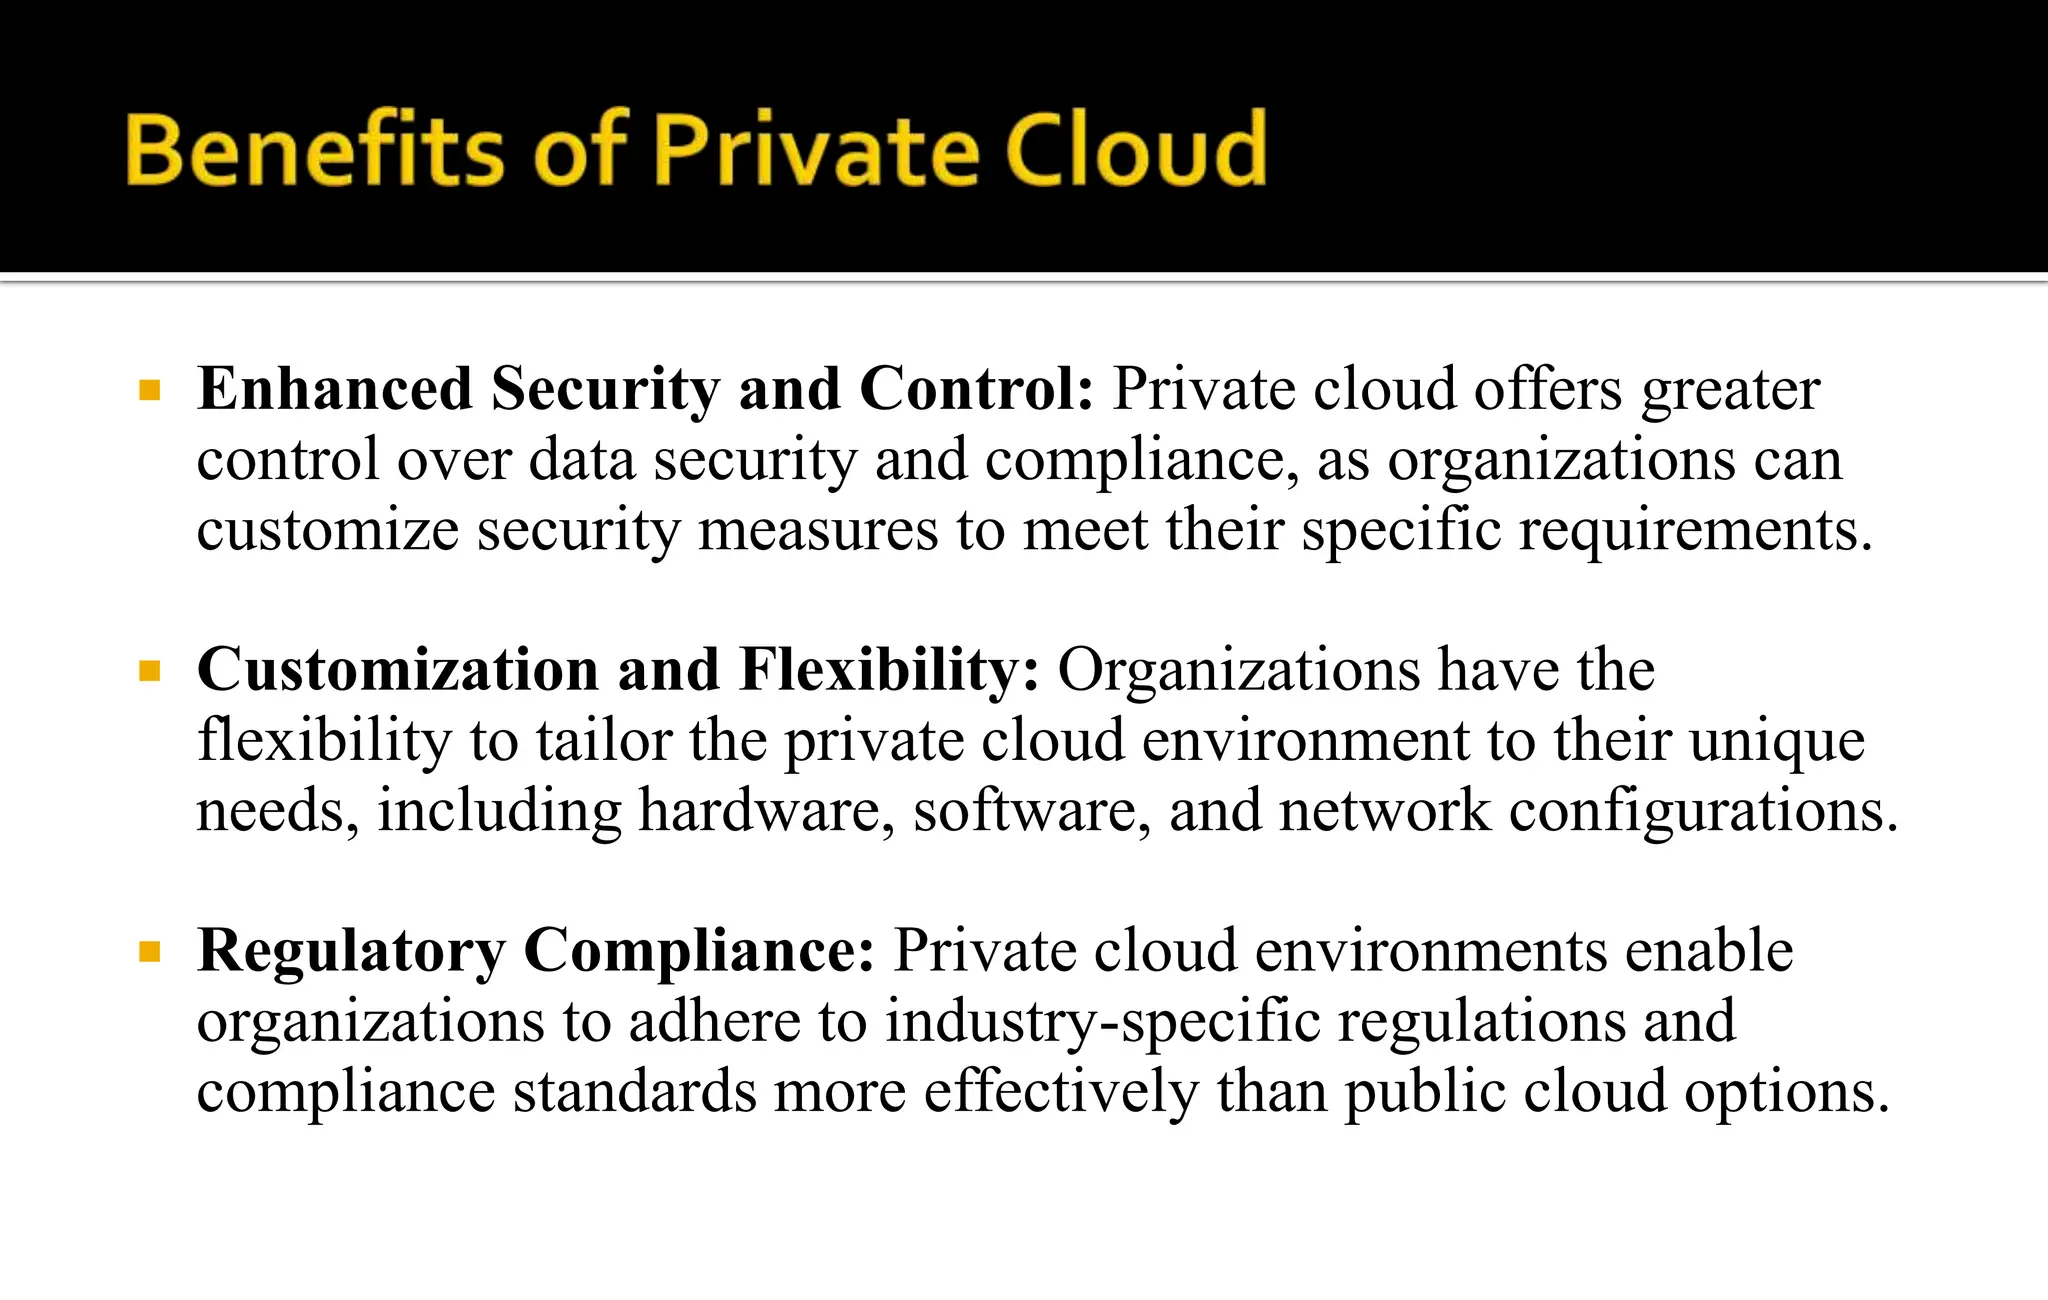 Benefits of Private Cloud
Enhanced Security and Control: Private cloud offers greater
control over data security and compliance, as organizations can
customize security measures to meet their specific requirements.
Customization and Flexibility: Organizations have the
flexibility to tailor the private cloud environment to their unique
needs, including hardware, software, and network configurations.
Regulatory Compliance: Private cloud environments enable
organizations to adhere to industry-specific regulations and
compliance standards more effectively than public cloud options.